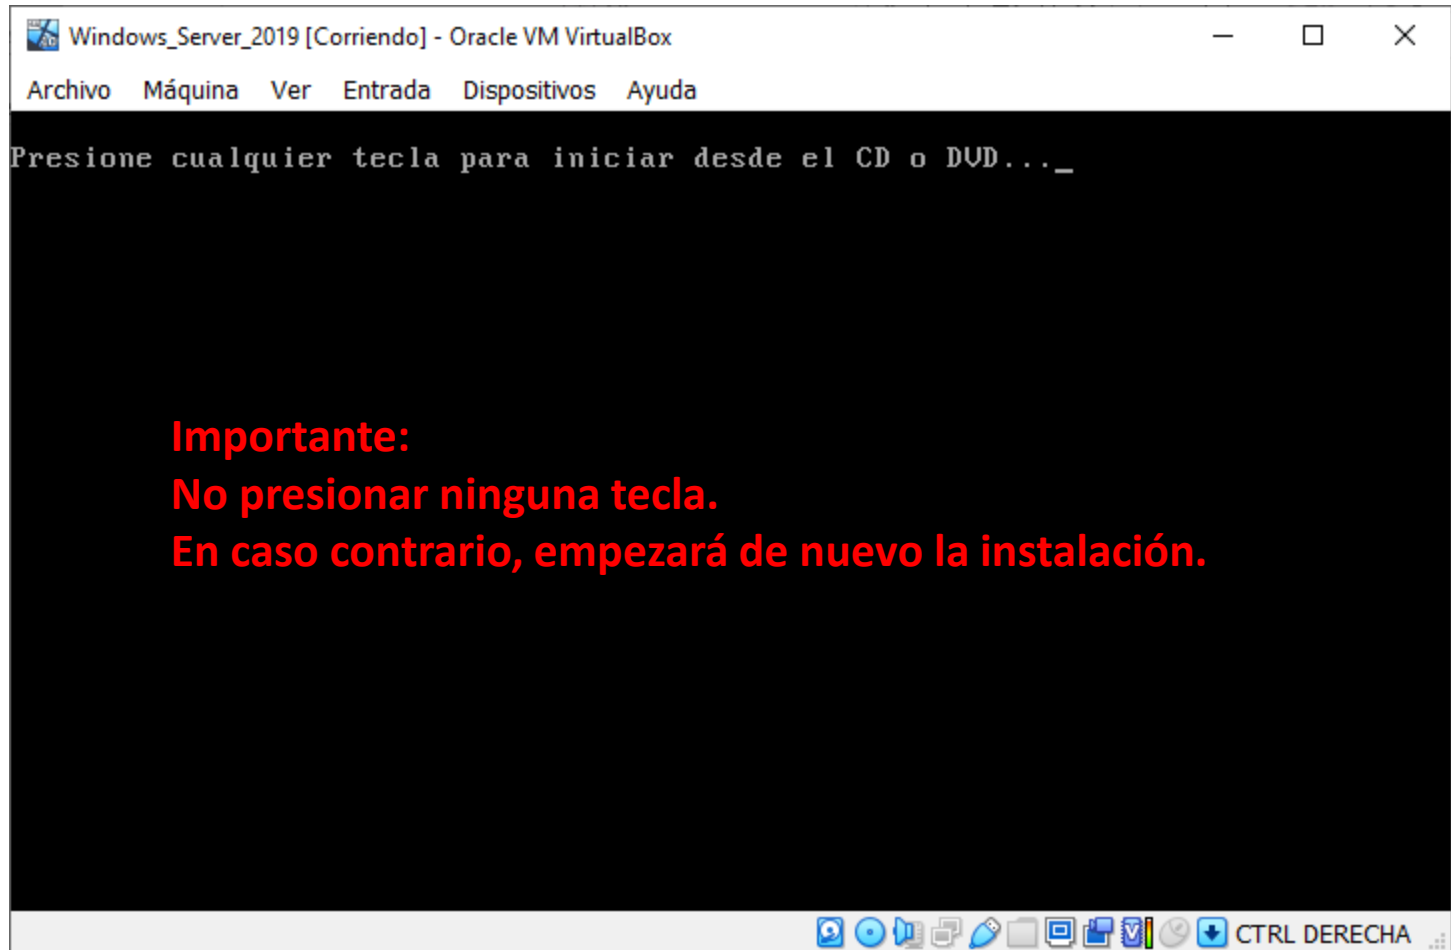 Windows_Server_2019 [Corriendo] - Oracle VM VirtualBox
Archivo Máquina Ver Entrada Dispositivos Ayuda
Presione cualquier tecla para iniciar desde el CD o DVD..._
Importante:
No presionar ninguna tecla.
En caso contrario, empezará de nuevo la instalación.
CTRL DERECHA